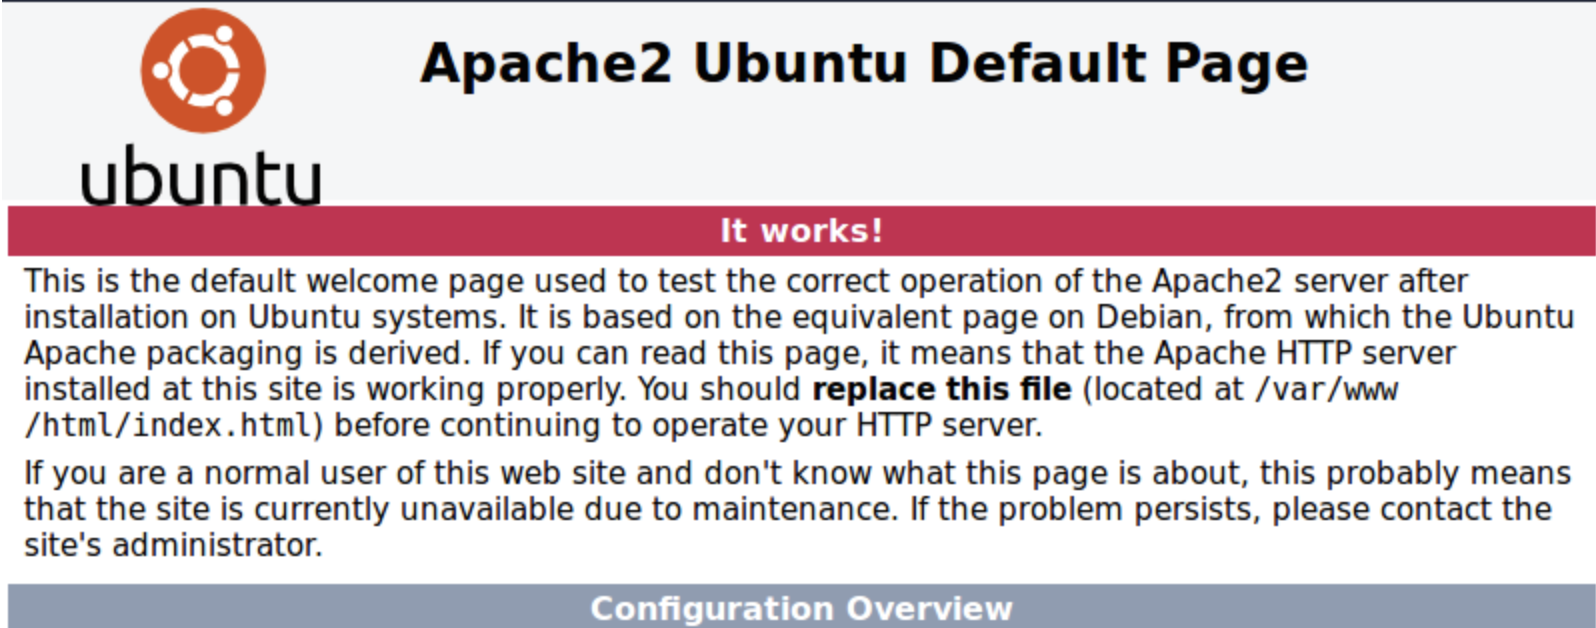 Apache2 Ubuntu Default Page
ubuntu
It works!
This is the default welcome page used to test the correct operation of the Apache2 server after
installation on Ubuntu systems. It is based on the equivalent page on Debian, from which the Ubuntu
Apache packaging is derived. If you can read this page, it means that the Apache HTTP server
installed at this site is working properly. You should replace this file (located at /var/www
/html/index.html) before continuing to operate your HTTP server.
If you are a normal user of this web site and don't know what this page is about, this probably means
that the site is currently unavailable due to maintenance. If the problem persists, please contact the
site's administrator.
Configuration Overview